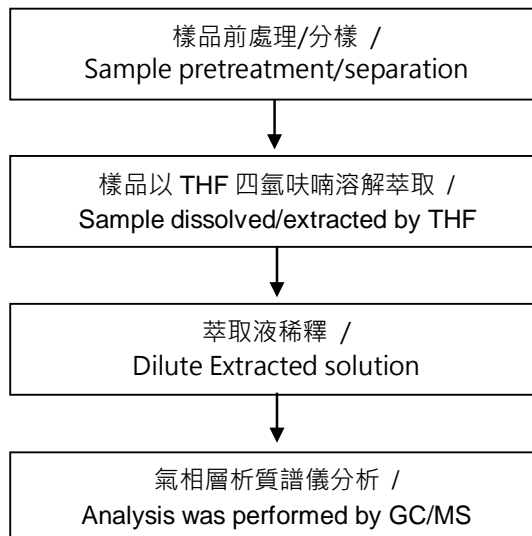 樣品前處理/分樣 /
Sample pretreatment/separation
樣品以 THF 四氫呋喃溶解萃取 /
Sample dissolved/extracted by THF
萃取液稀釋 /
Dilute Extracted solution
氣相層析質譜儀分析 /
Analysis was performed by GC/MS